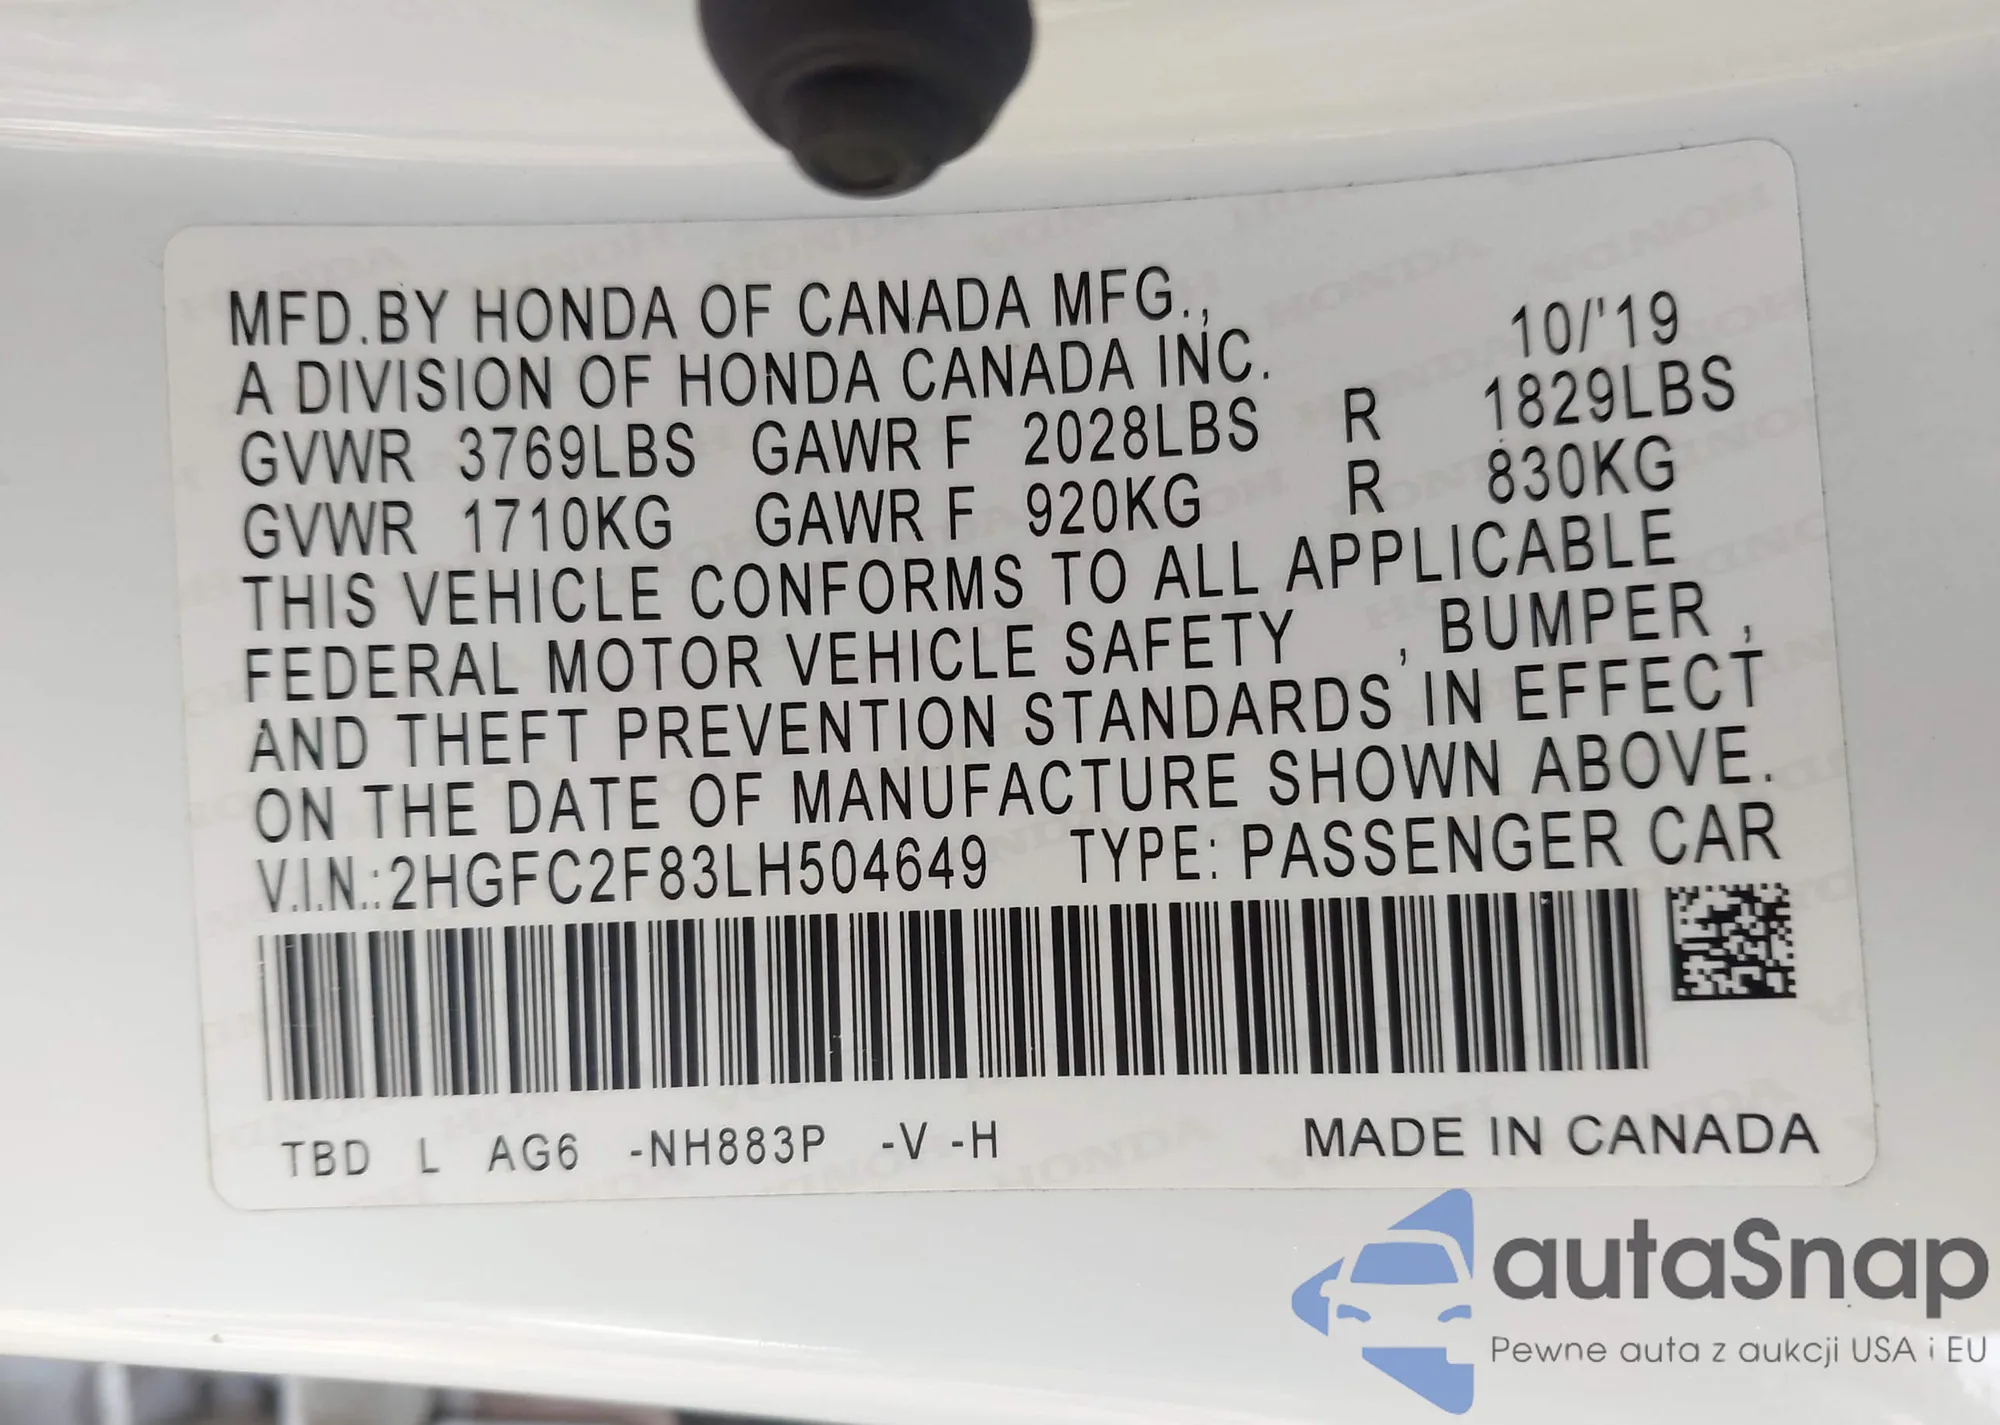 MFD.BY HONDA OF CANADA MFG.,
A DIVISION OF HONDA CANADA INC. 10/'19
GVWR 3769LBS GAWR F 2028LBS R 1829LBS
GVWR 1710KG GAWR F 920KG R 830KG
THIS VEHICLE CONFORMS TO ALL APPLICABLE
FEDERAL MOTOR VEHICLE SAFETY , BUMPER ,
AND THEFT PREVENTION STANDARDS IN EFFECT
ON THE DATE OF MANUFACTURE SHOWN ABOVE.
V.I.N.:2HGFC2F83LH504649 TYPE: PASSENGER CAR
TBD L AG6 -NH883P -V -H MADE IN CANADA
autaSnap
Pewne auta z aukcji USA i EU